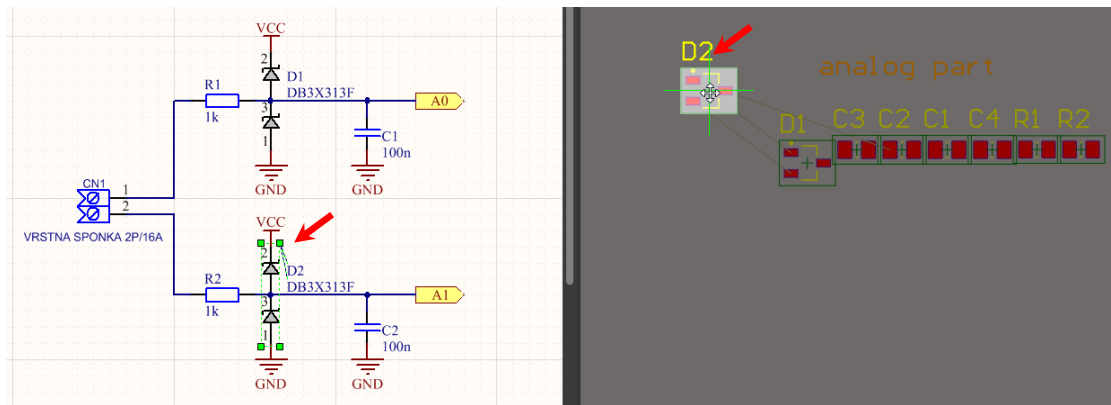 VCC
2
D1
DB3X313F
R1
1k
3
1
A0
C1
100n
GND
GND
CN1
1
2
VRSTNA SPONKA 2P/16A
VCC
2
D2
DB3X313F
R2
1k
3
1
A1
C2
100n
GND
GND
D2
analog part
D1
C3
C2
C1
C4
R1
R2